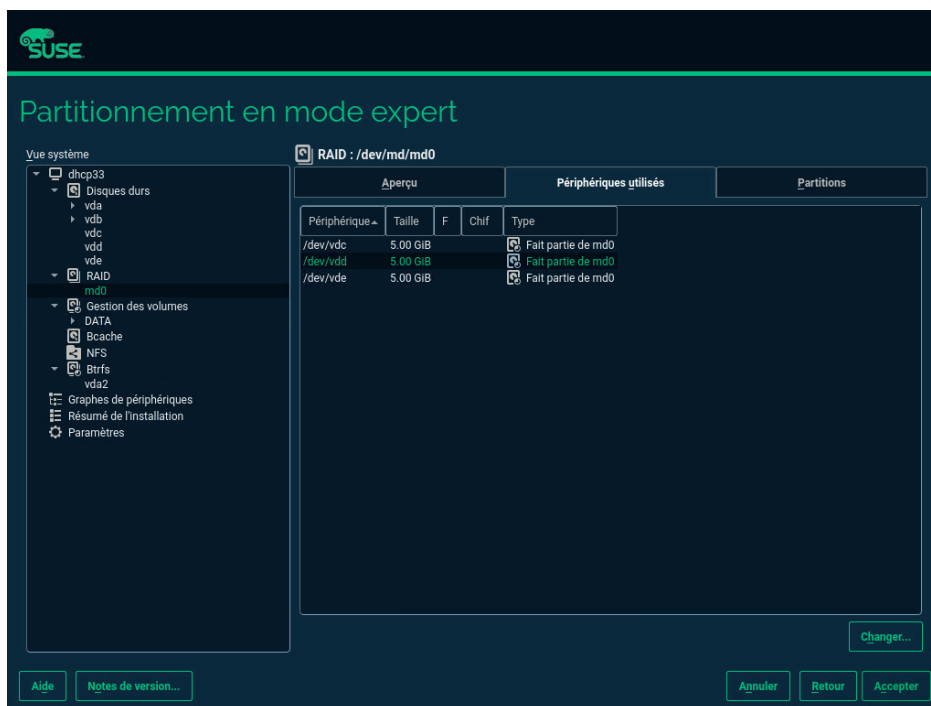 SUSE
Partitionnement en mode expert
Vue système
dhcp33
Disques durs
vda
vdb
vdc
vdd
vde
RAID
md0
Gestion des volumes
DATA
Bcache
NFS
Btrfs
vda2
Graphes de périphériques
Résumé de l'installation
Paramètres
RAID : /dev/md/md0
Aperçu Périphériques utilisés Partitions
Périphérique Taille F Chif Type
/dev/vdc 5.00 GiB Fait partie de md0
/dev/vdd 5.00 GiB Fait partie de md0
/dev/vde 5.00 GiB Fait partie de md0
Changer...
Aide Notes de version... Annuler Retour Accepter